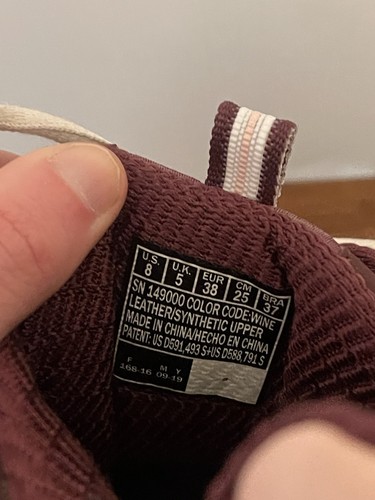 U.S. U.K. EUR CM BRA
8 5 38 25 37
SN 149000 COLOR CODE:WINE
LEATHER/SYNTHETIC UPPER
MADE IN CHINA/HECHO EN CHINA
PATENT: US D591,493 S+US D588,791 S
F M Y
168-16 09-19